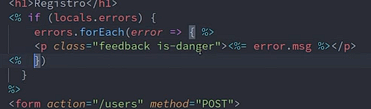 <h1>Registro</h1>
<% if (locals.errors) {
errors.forEach(error => { %>
<p class="feedback is-danger"><%= error.msg %></p>
<% })
}
%>
<form action="/users" method="POST">